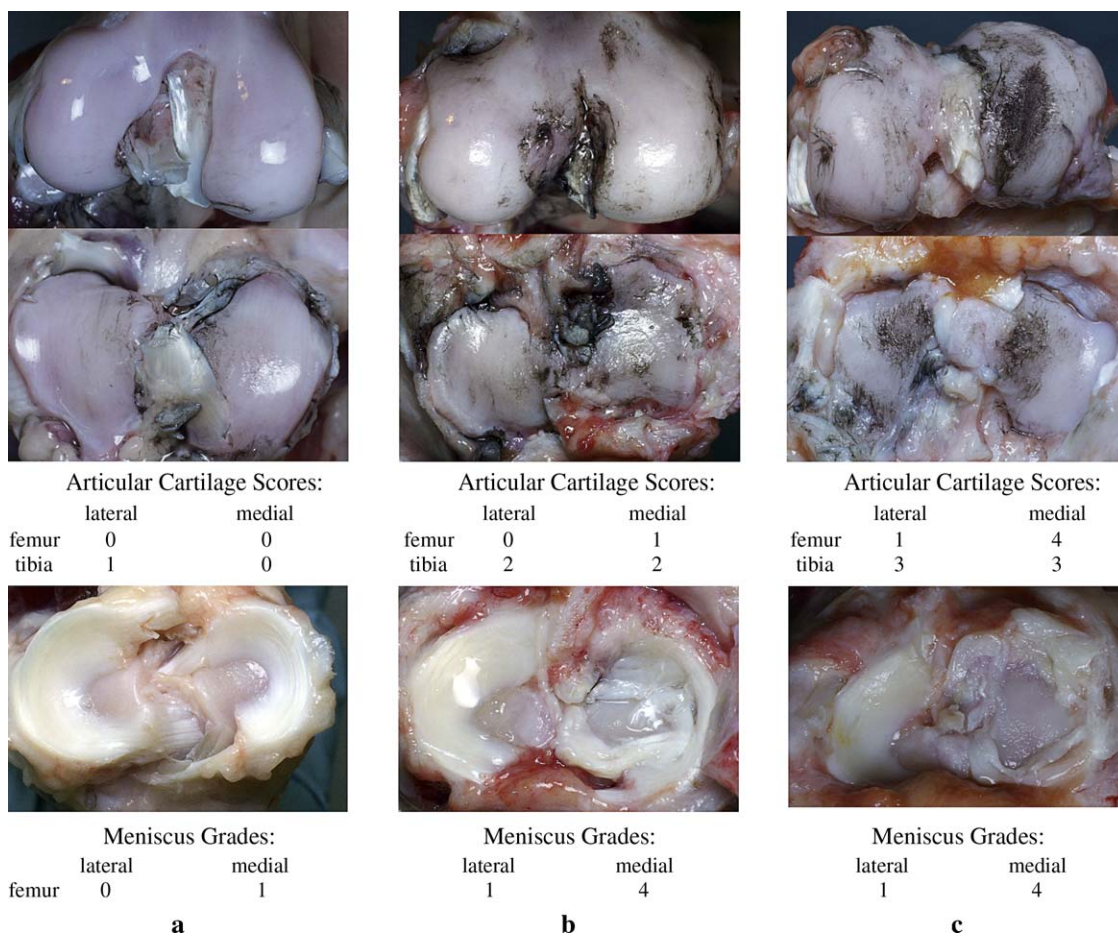 Articular Cartilage Scores:
lateral medial
femur 0 0
tibia 1 0
Articular Cartilage Scores:
lateral medial
femur 0 1
tibia 2 2
Articular Cartilage Scores:
lateral medial
femur 1 4
tibia 3 3
Meniscus Grades:
lateral medial
femur 0 1
Meniscus Grades:
lateral medial
1 4
Meniscus Grades:
lateral medial
1 4
a
b
c